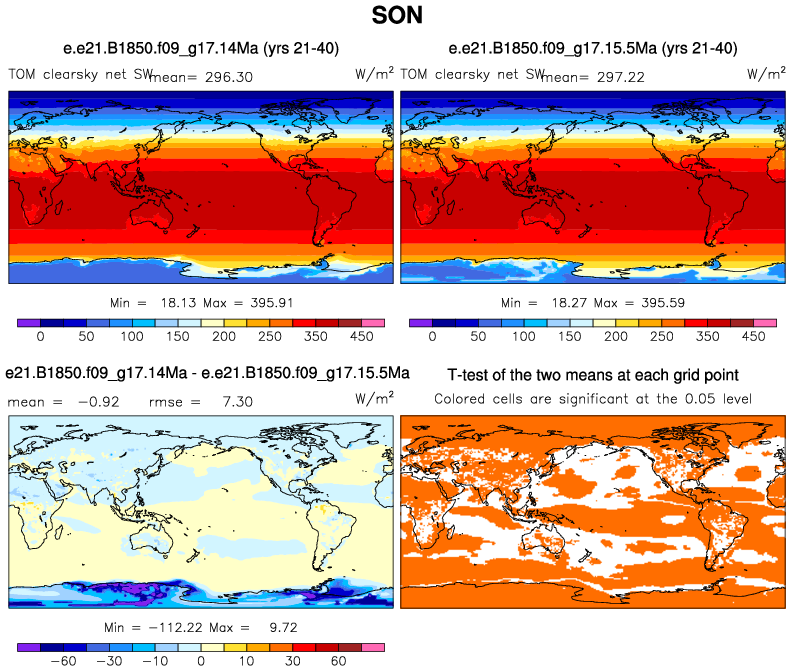 SON
e.e21.B1850.f09_g17.14Ma (yrs 21-40)
TOM clearsky net SW mean= 296.30 W/m²
Min = 18.13 Max = 395.91
0 50 100 150 200 250 300 350 450
e.e21.B1850.f09_g17.15.5Ma (yrs 21-40)
TOM clearsky net SW mean= 297.22 W/m²
Min = 18.27 Max = 395.59
0 50 100 150 200 250 300 350 450
e21.B1850.f09_g17.14Ma - e.e21.B1850.f09_g17.15.5Ma
mean = -0.92 rmse = 7.30 W/m²
Min = -112.22 Max = 9.72
-60 -30 -10 0 10 30 60
T-test of the two means at each grid point
Colored cells are significant at the 0.05 level